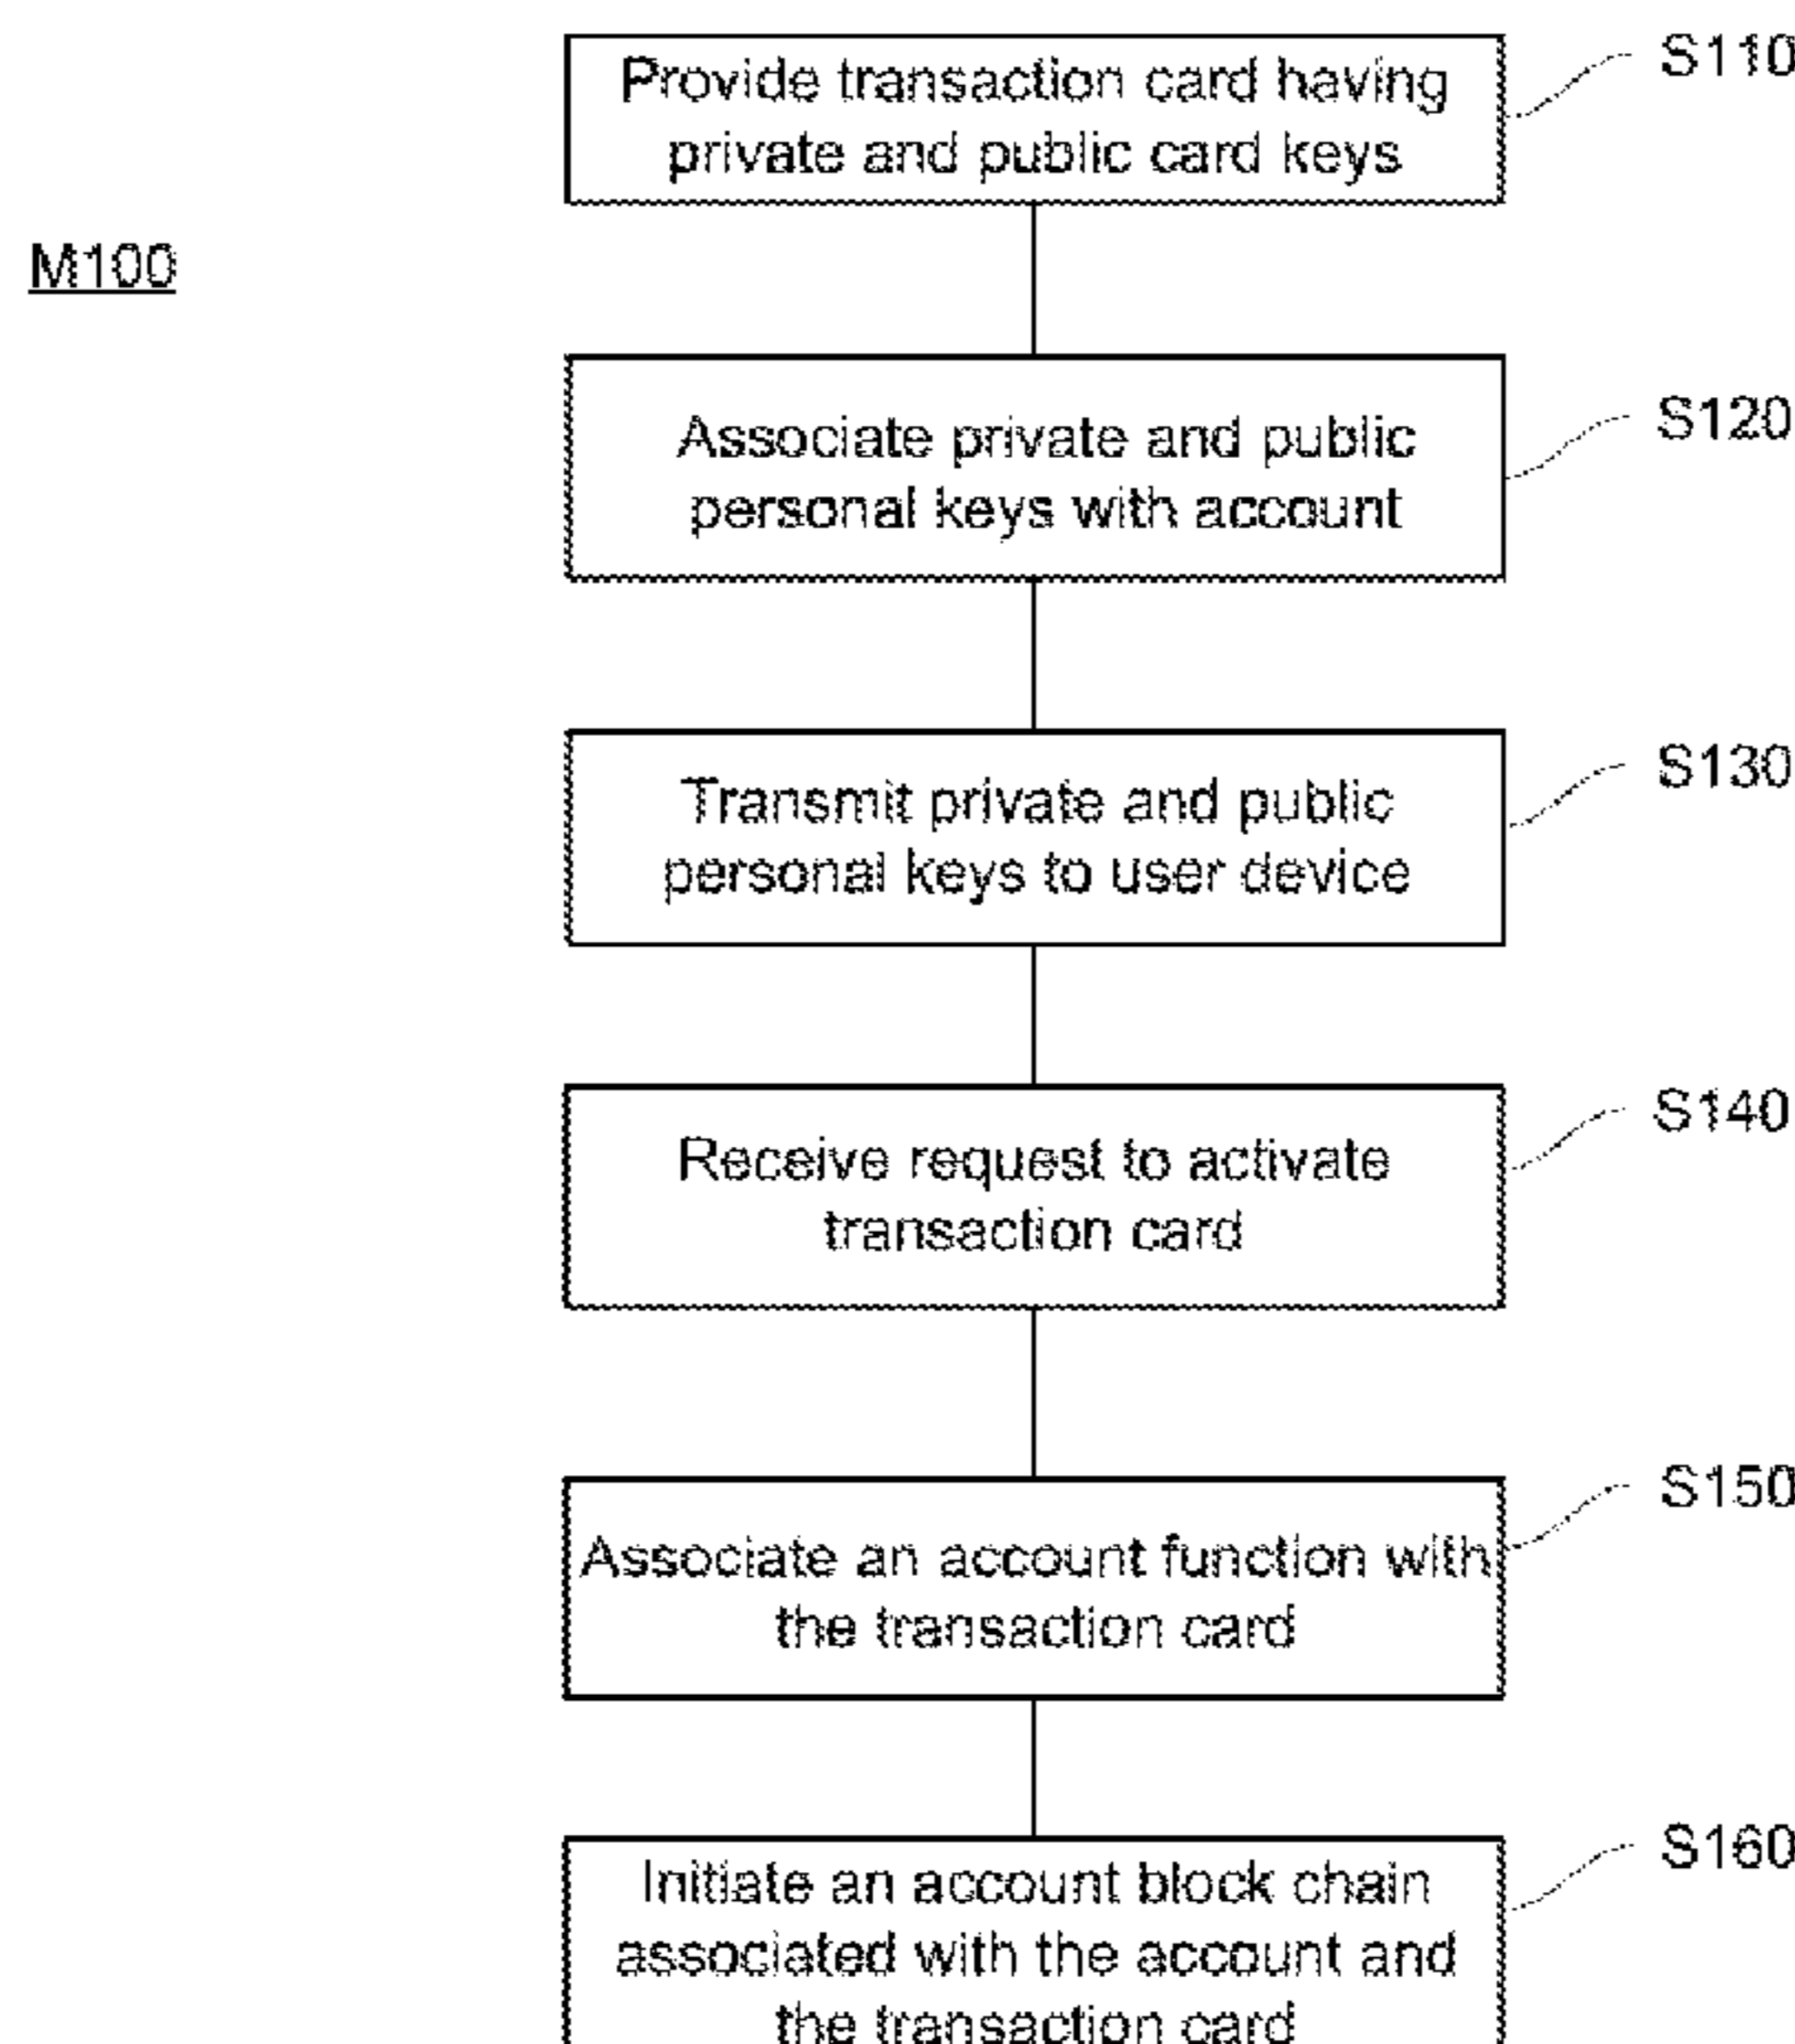 Provide transaction card having
private and public card keys
S110
M100
Associate private and public
personal keys with account
S120
Transmit private and public
personal keys to user device
S130
Receive request to activate
transaction card
S140
Associate an account function with
the transaction card
S150
Initiate an account block chain
associated with the account and
the transaction card
S160